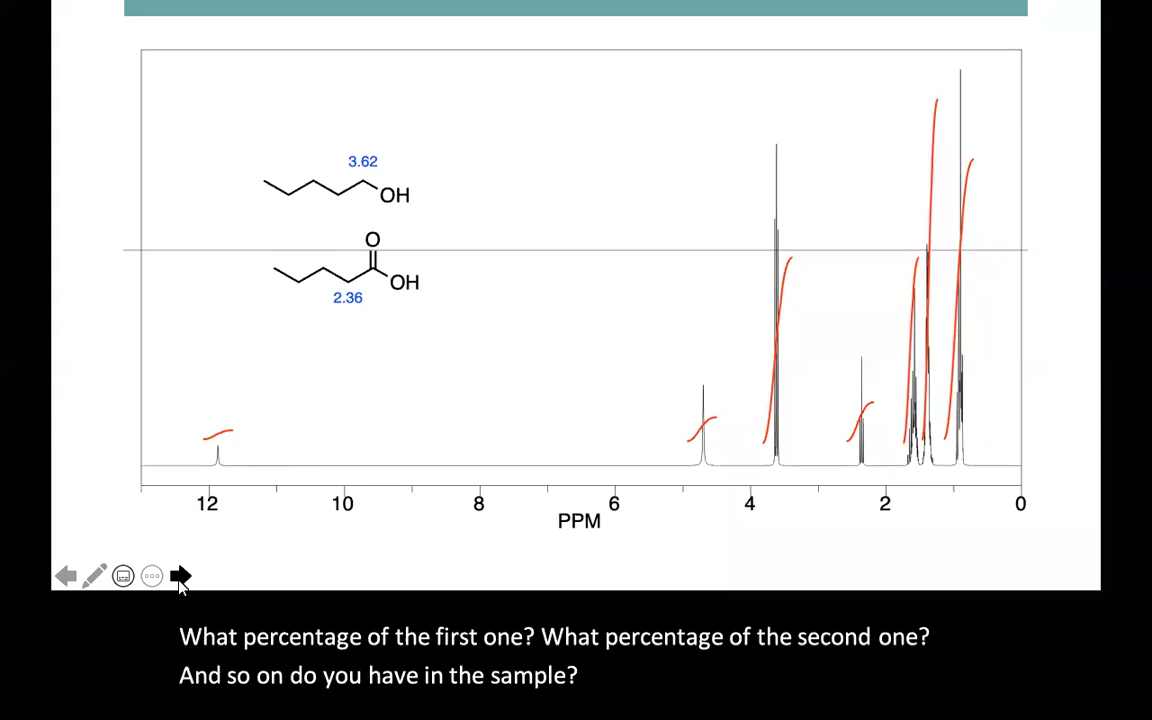 3.62
OH
O
OH
2.36
12 10 8 6 4 2 0
PPM
What percentage of the first one? What percentage of the second one?
And so on do you have in the sample?